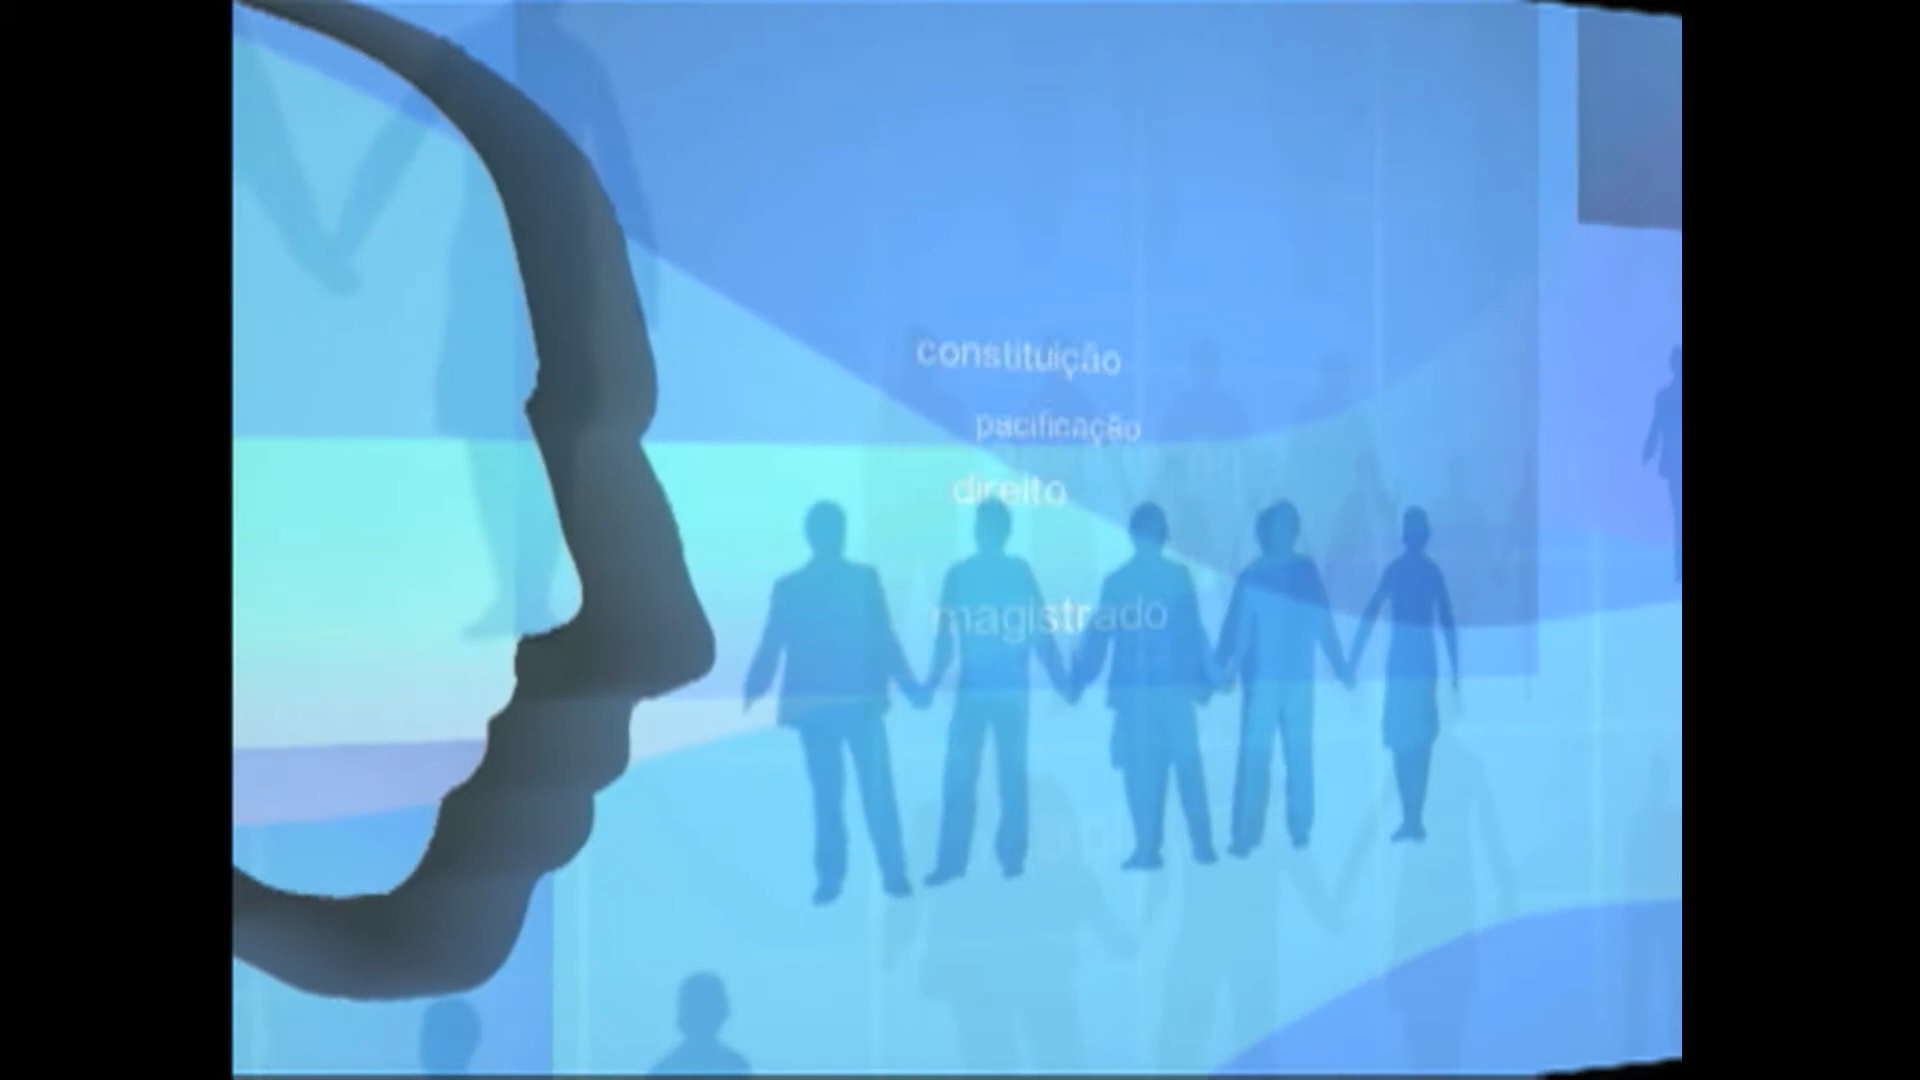 constituição
pacificação
direito
magistrado